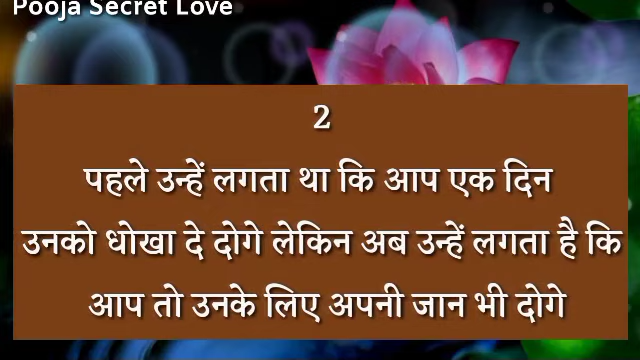 Pooja Secret Love
2
पहले उन्हें लगता था कि आप एक दिन
उनको धोखा दे दोगे लेकिन अब उन्हें लगता है कि
आप तो उनके लिए अपनी जान भी दोगे